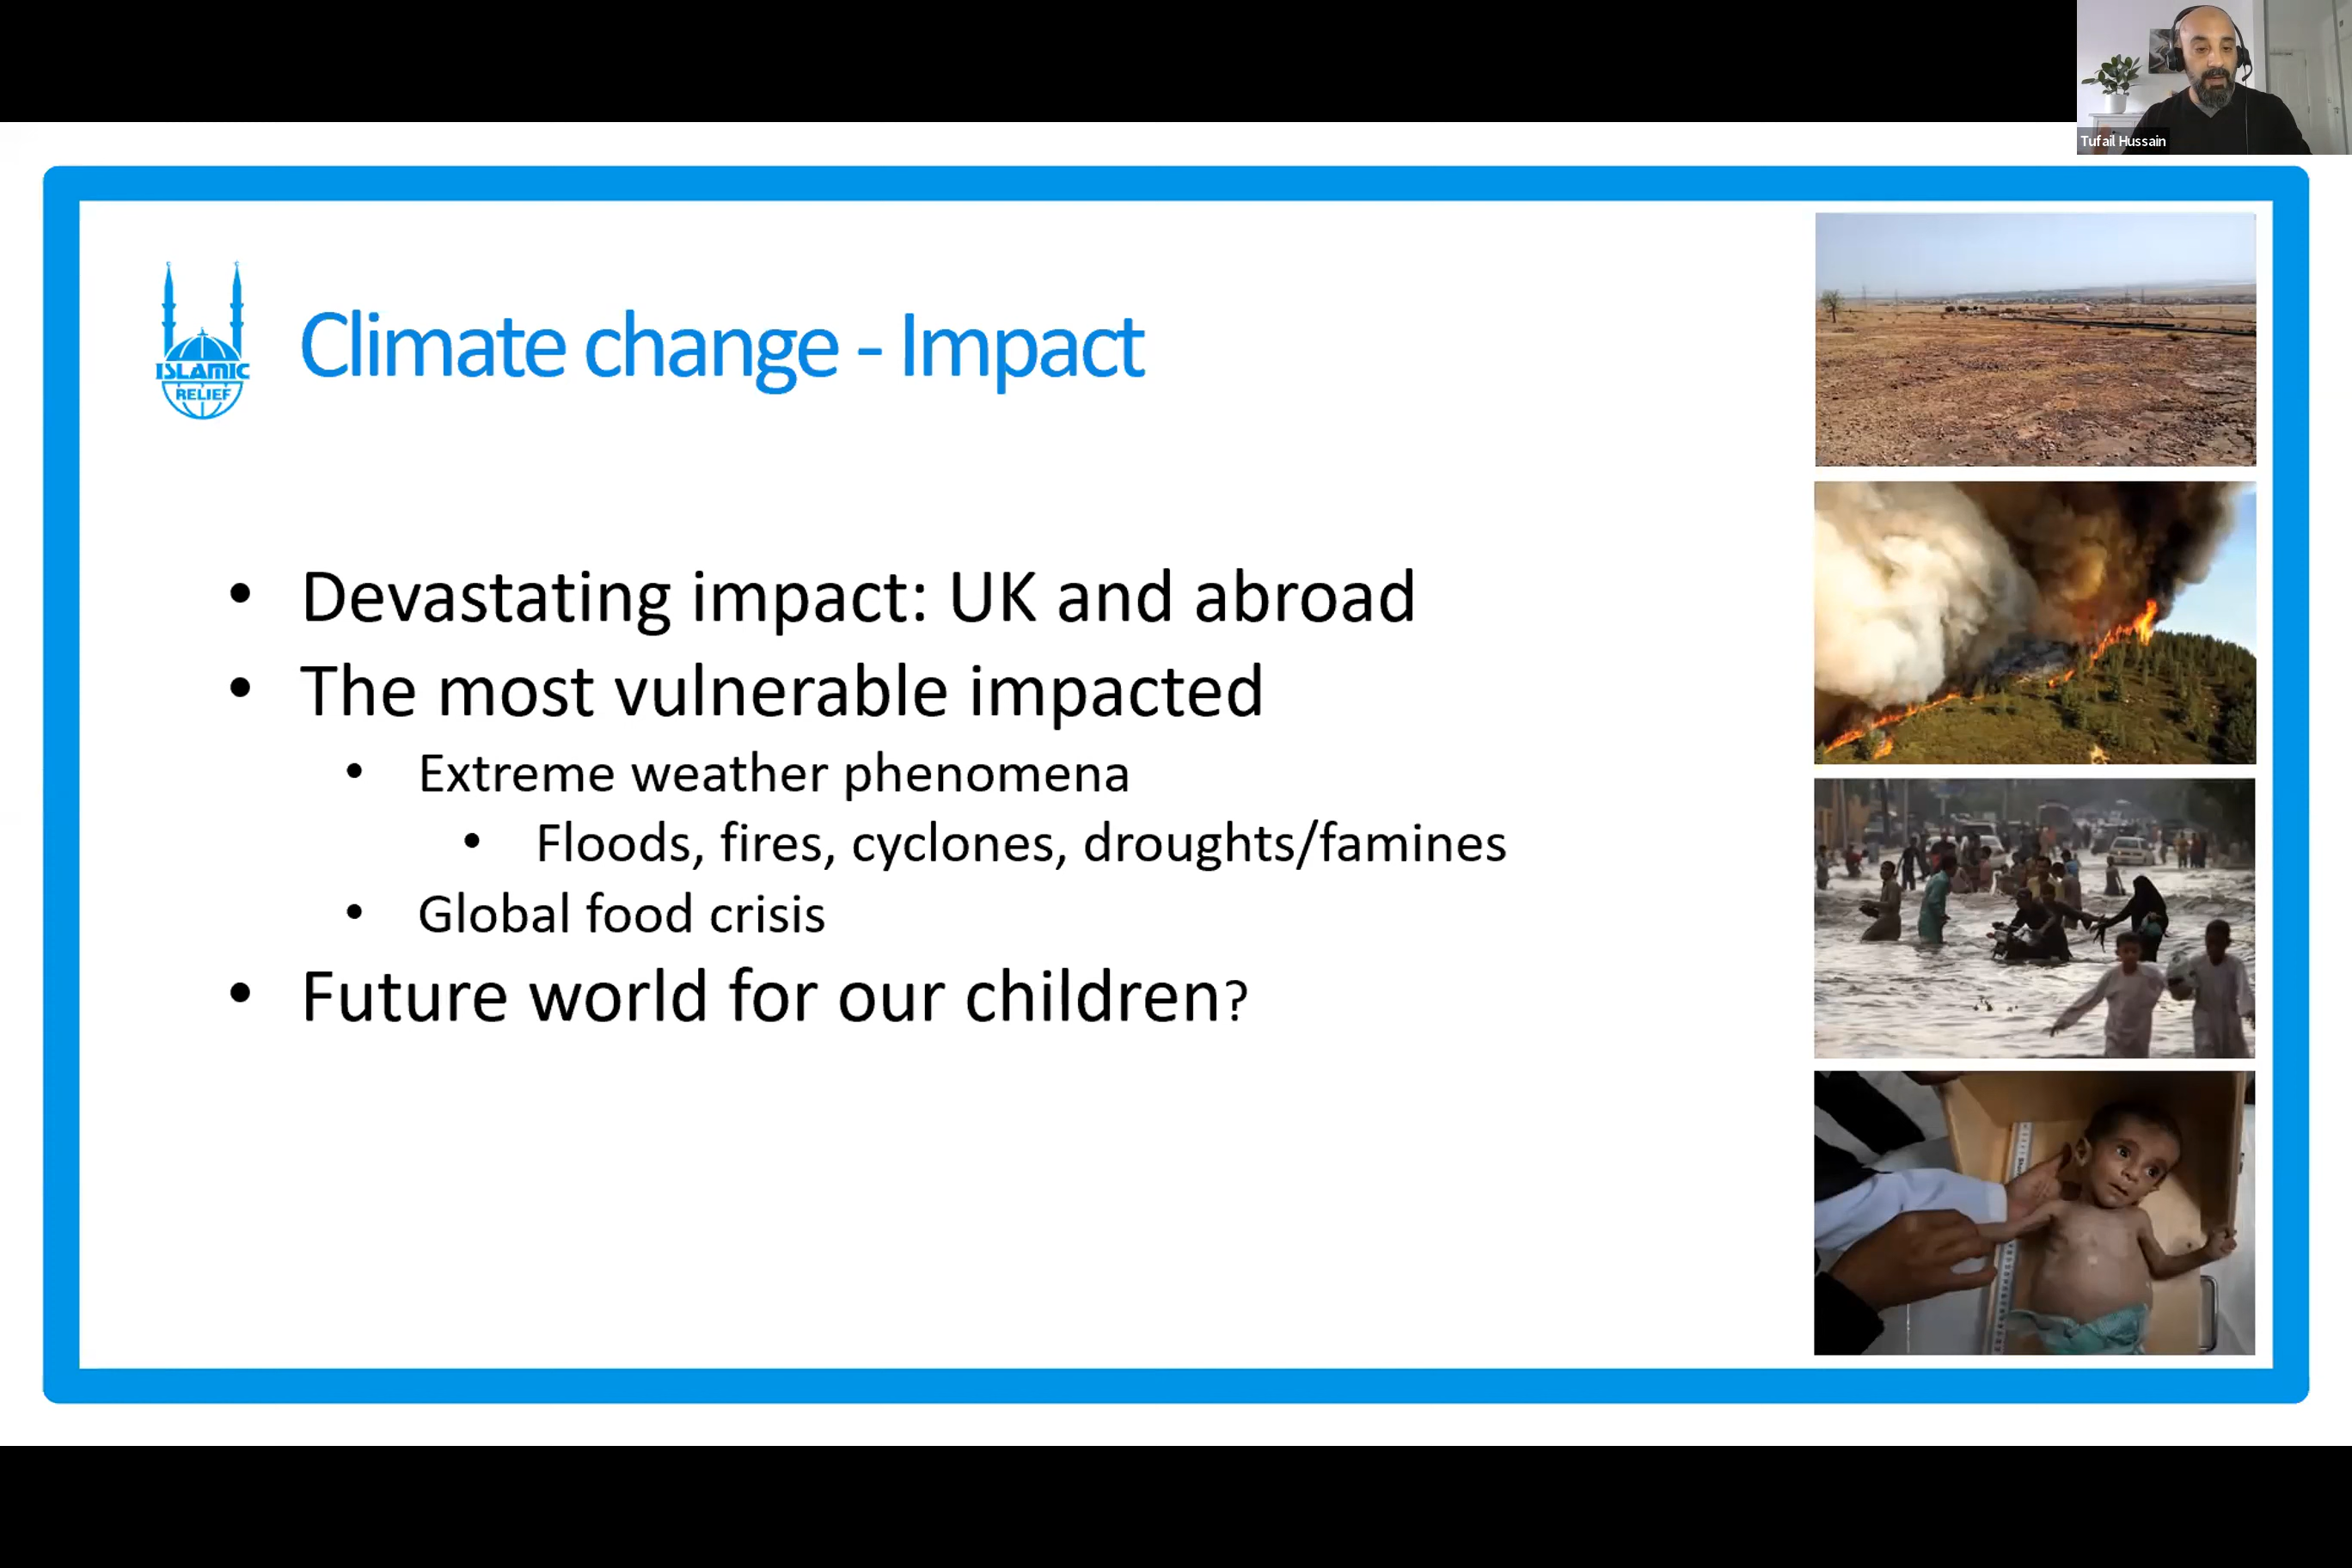 Tufail Hussain
ISLAMIC
RELIEF
Climate change - Impact
• Devastating impact: UK and abroad
• The most vulnerable impacted
• Extreme weather phenomena
• Floods, fires, cyclones, droughts/famines
• Global food crisis
• Future world for our children?